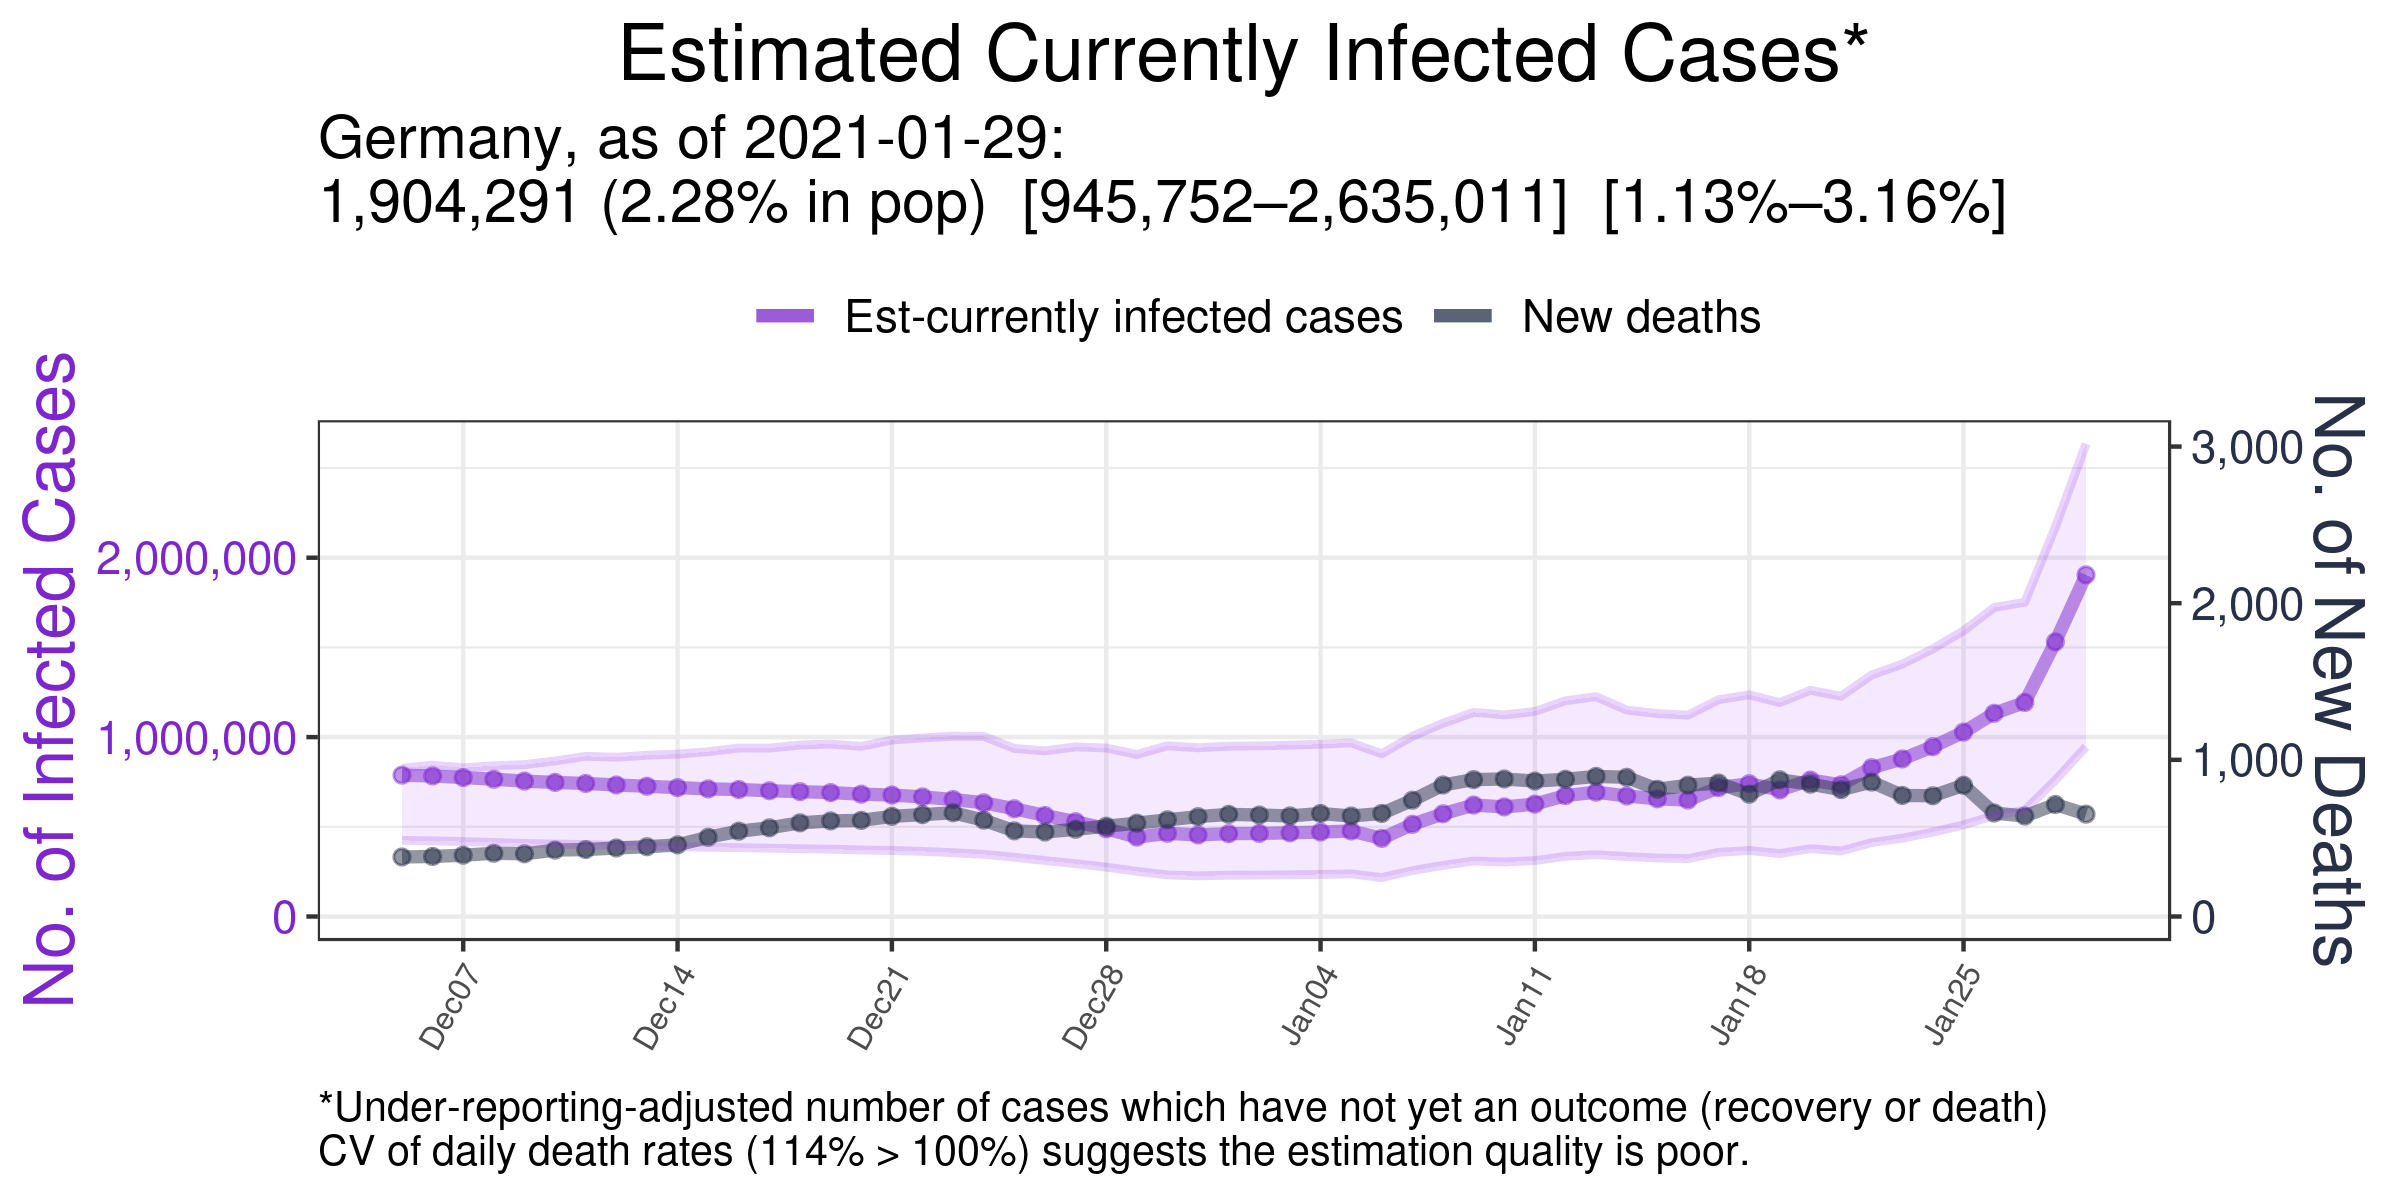 Estimated Currently Infected Cases*
Germany, as of 2021-01-29:
1,904,291 (2.28% in pop)  [945,752–2,635,011]  [1.13%–3.16%]
Est-currently infected cases
New deaths
No. of Infected Cases
2,000,000
1,000,000
0
3,000
2,000
1,000
0
No. of New Deaths
Dec07
Dec14
Dec21
Dec28
Jan04
Jan11
Jan18
Jan25
*Under-reporting-adjusted number of cases which have not yet an outcome (recovery or death)
CV of daily death rates (114% > 100%) suggests the estimation quality is poor.